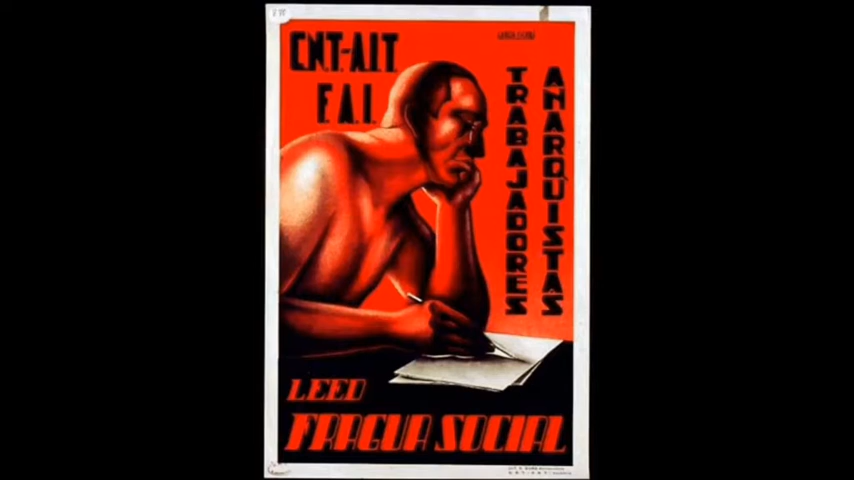 C.N.T.-A.I.T.
F.A.I.
TRABAJADORES
ANARQUISTAS
LEED
FRAGUA SOCIAL